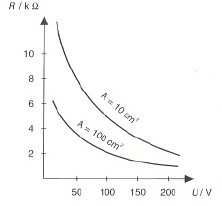 R / kΩ
10
8
6
4
2
A = 10 cm²
A = 100 cm²
50 100 150 200 U / V